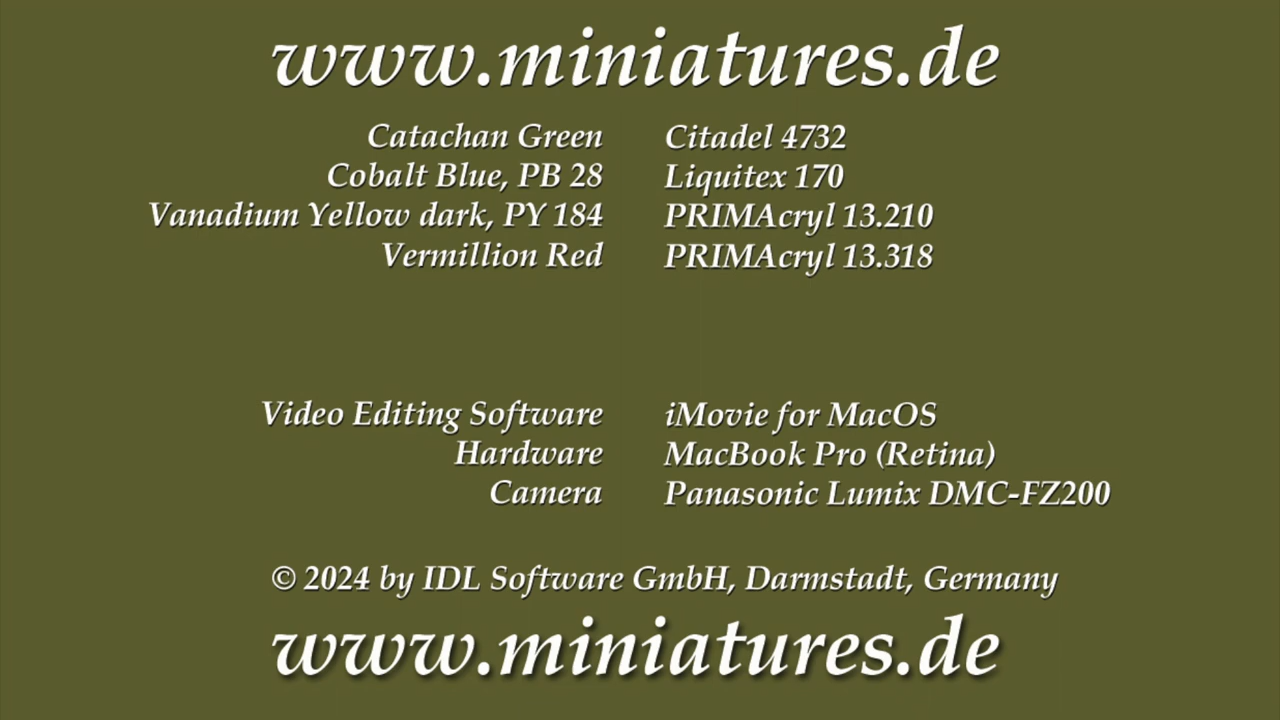 www.miniatures.de
Catachan Green Citadel 4732
Cobalt Blue, PB 28 Liquitex 170
Vanadium Yellow dark, PY 184 PRIMAcryl 13.210
Vermillion Red PRIMAcryl 13.318
Video Editing Software iMovie for MacOS
Hardware MacBook Pro (Retina)
Camera Panasonic Lumix DMC-FZ200
© 2024 by IDL Software GmbH, Darmstadt, Germany
www.miniatures.de